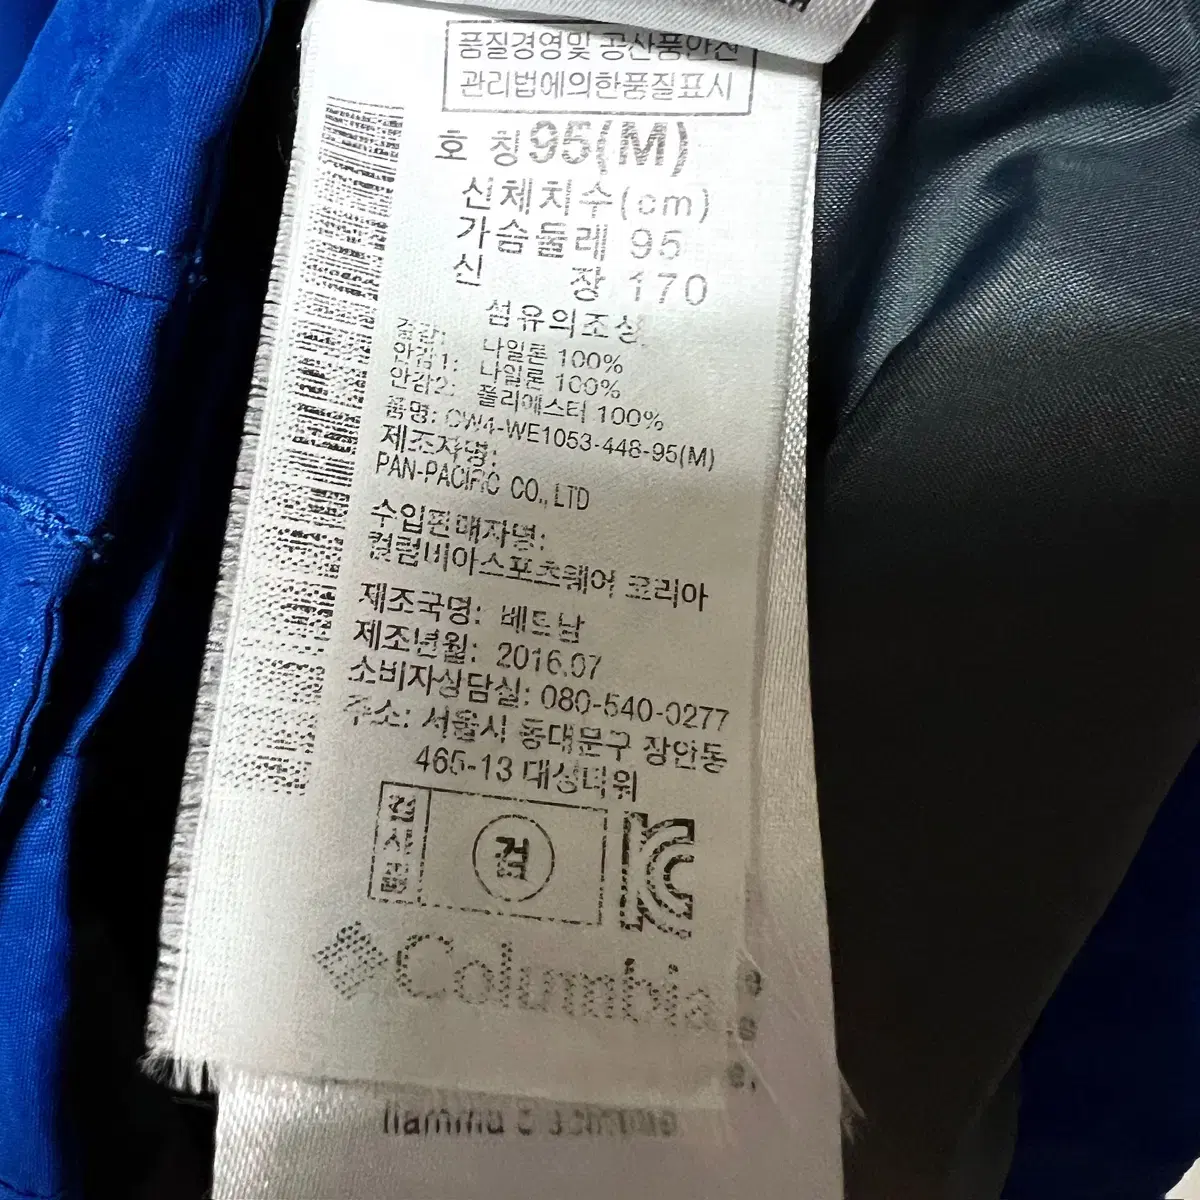 품질경영및 공산품안전
관리법에의한품질표시
호 칭 95(M)
신체치수(cm)
가슴둘레 95
신 장 170
섬유의조성
겉감: 나일론 100%
안감1: 나일론 100%
안감2: 폴리에스터 100%
품명: CW4-WE1053-448-95(M)
제조자명:
PAN-PACIFIC CO., LTD
수입판매자명:
컬럼비아스포츠웨어 코리아
제조국명: 베트남
제조년월: 2016.07
소비자상담실: 080-540-0277
주소: 서울시 동대문구 장안동
465-13 대성타워
검사필
검
KC
Columbia